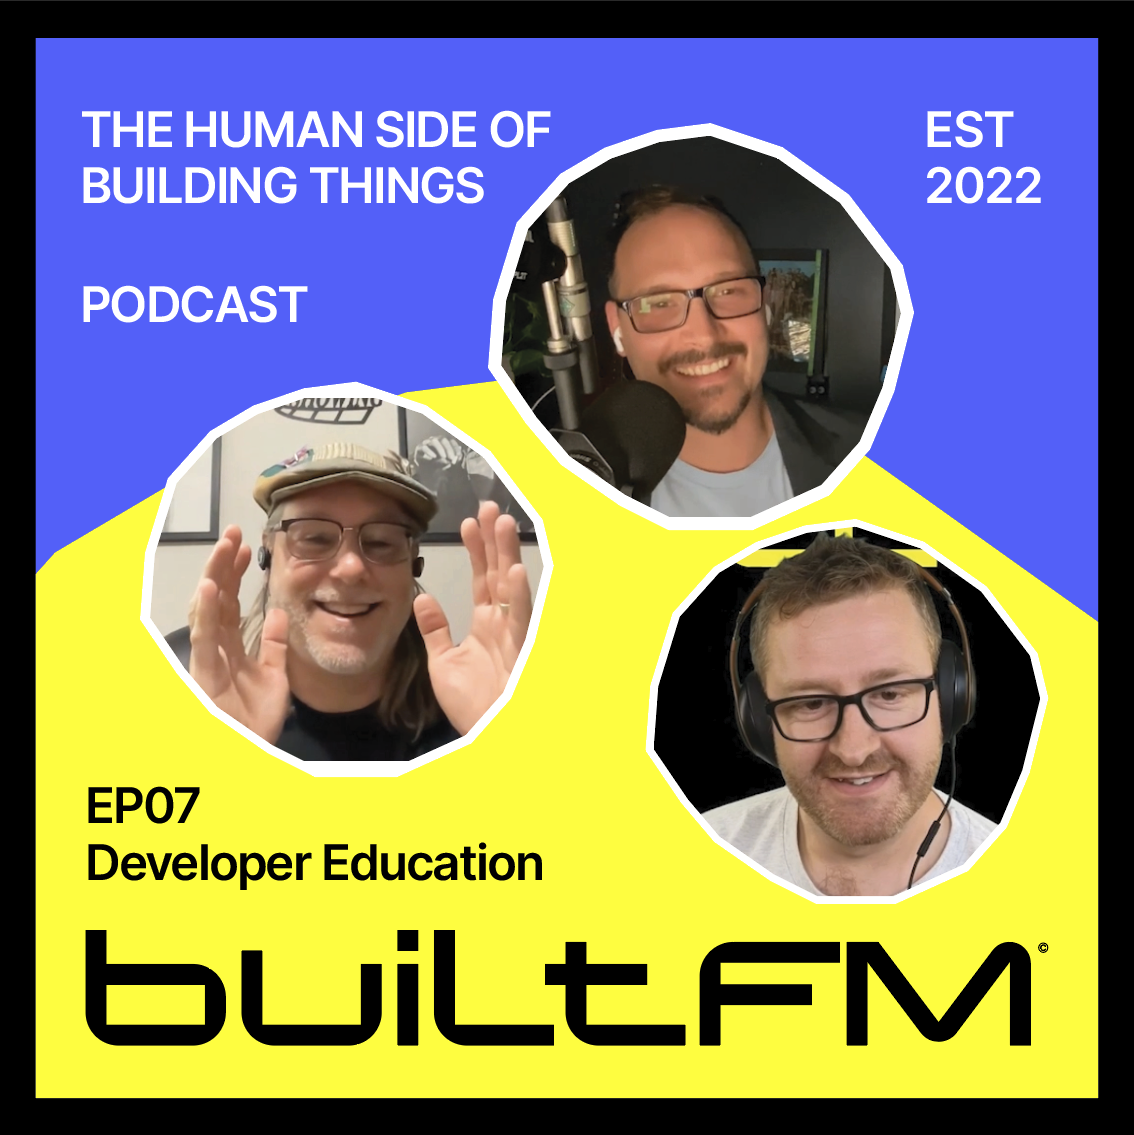 THE HUMAN SIDE OF
BUILDING THINGS
EST
2022
PODCAST
EP07
Developer Education
builtFM©